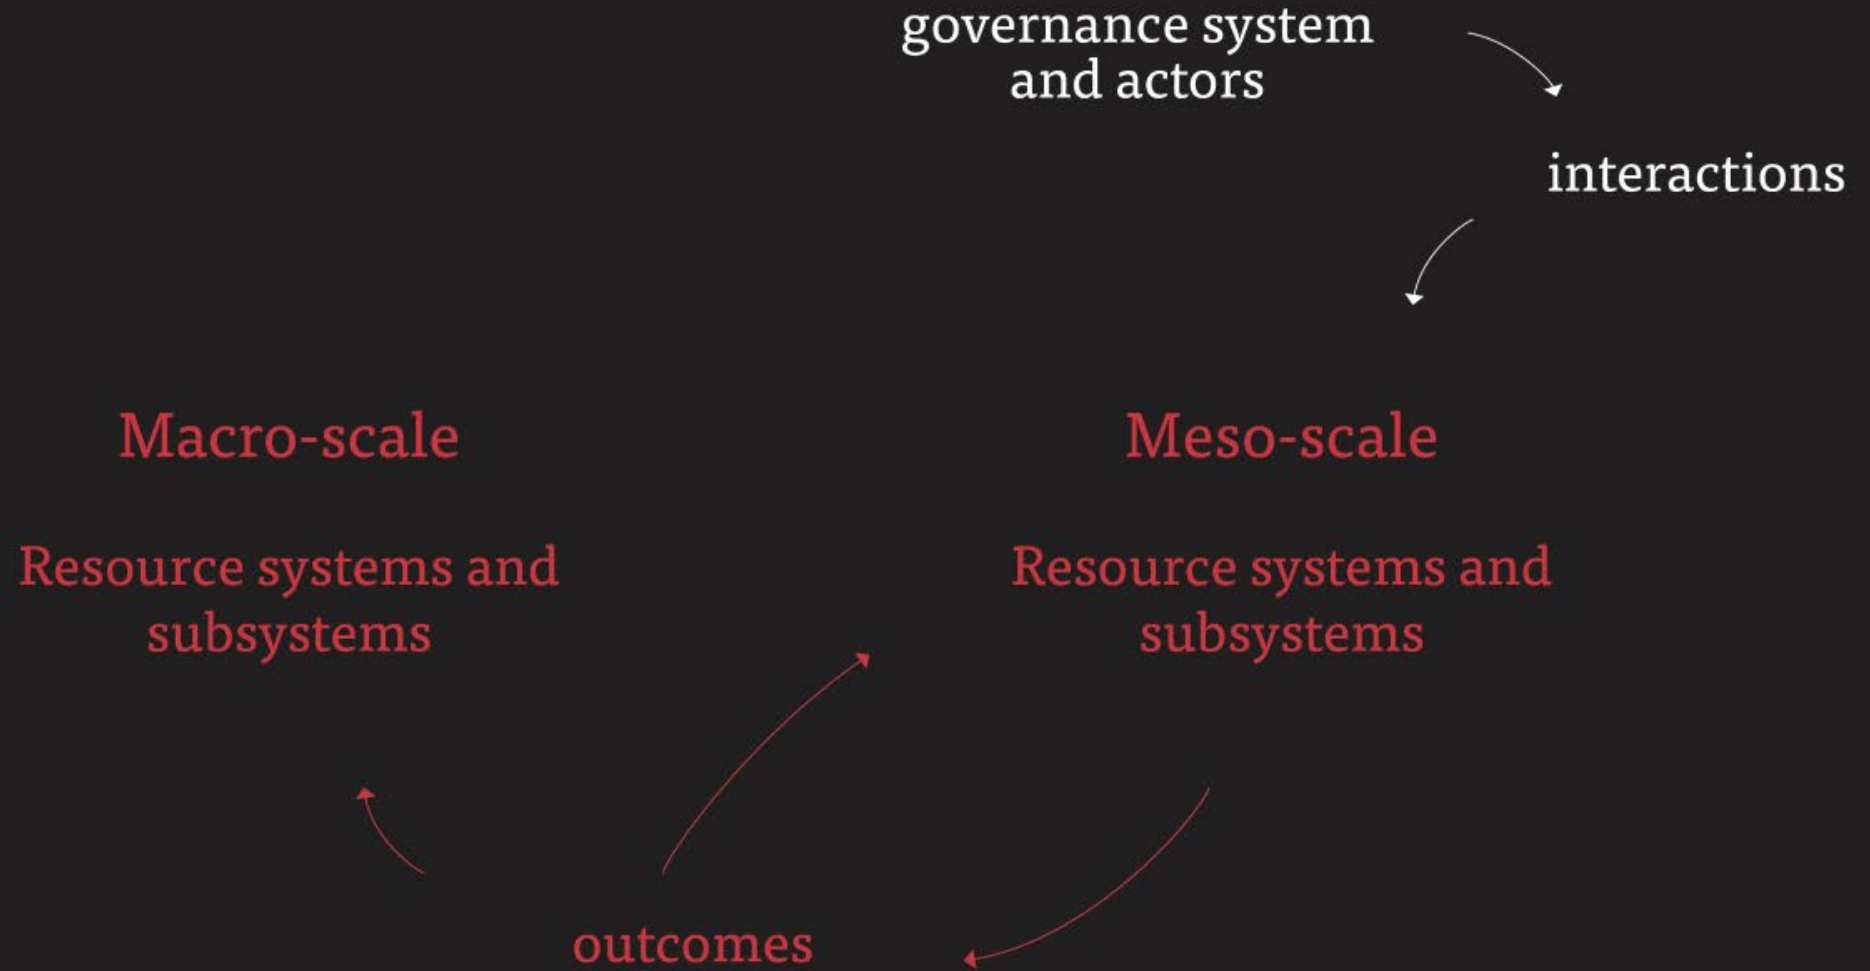 governance system
and actors
interactions
Macro-scale
Meso-scale
Resource systems and
subsystems
Resource systems and
subsystems
outcomes